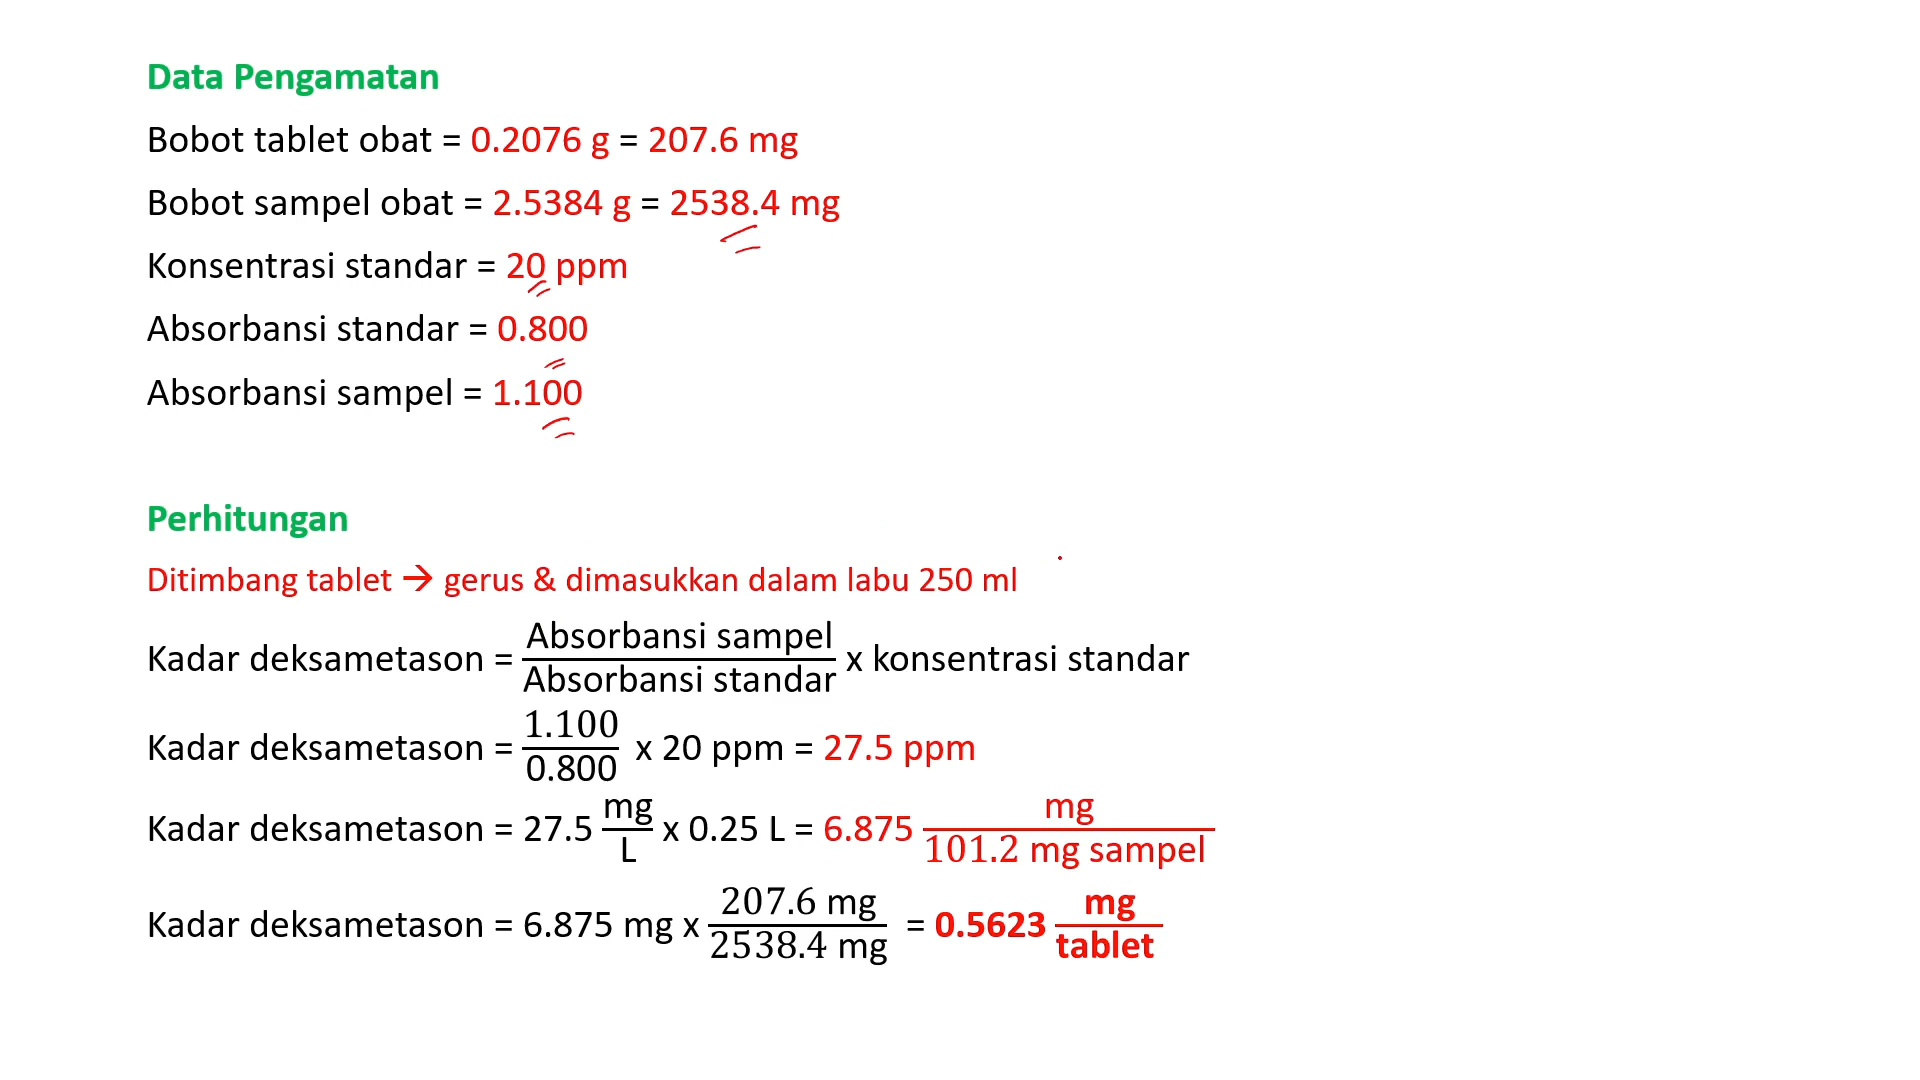 Data Pengamatan
Bobot tablet obat = 0.2076 g = 207.6 mg
Bobot sampel obat = 2.5384 g = 2538.4 mg
Konsentrasi standar = 20 ppm
Absorbansi standar = 0.800
Absorbansi sampel = 1.100
Perhitungan
Ditimbang tablet → gerus & dimasukkan dalam labu 250 ml
Kadar deksametason = Absorbansi sampel / Absorbansi standar x konsentrasi standar
Kadar deksametason = 1.100 / 0.800 x 20 ppm = 27.5 ppm
Kadar deksametason = 27.5 mg / L x 0.25 L = 6.875 mg / 101.2 mg sampel
Kadar deksametason = 6.875 mg x 207.6 mg / 2538.4 mg = 0.5623 mg / tablet